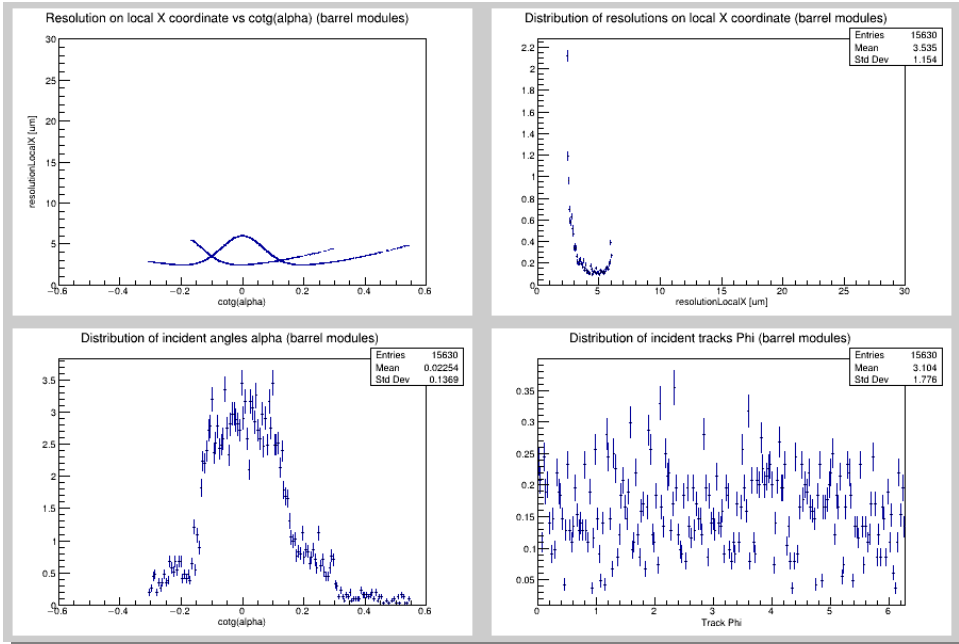 Resolution on local X coordinate vs cotg(alpha) (barrel modules)
resolutionLocalX [um]
30
25
20
15
10
5
0
−0.6 −0.4 −0.2 0 0.2 0.4 0.6
cotg(alpha)
Distribution of resolutions on local X coordinate (barrel modules)
Entries 15630
Mean 3.535
Std Dev 1.154
2.2
2
1.8
1.6
1.4
1.2
1
0.8
0.6
0.4
0.2
0
0 5 10 15 20 25 30
resolutionLocalX [um]
Distribution of incident angles alpha (barrel modules)
Entries 15630
Mean 0.02254
Std Dev 0.1369
3.5
3
2.5
2
1.5
1
0.5
0
−0.6 −0.4 −0.2 0 0.2 0.4 0.6
cotg(alpha)
Distribution of incident tracks Phi (barrel modules)
Entries 15630
Mean 3.104
Std Dev 1.776
0.35
0.3
0.25
0.2
0.15
0.1
0.05
0 1 2 3 4 5 6
Track Phi